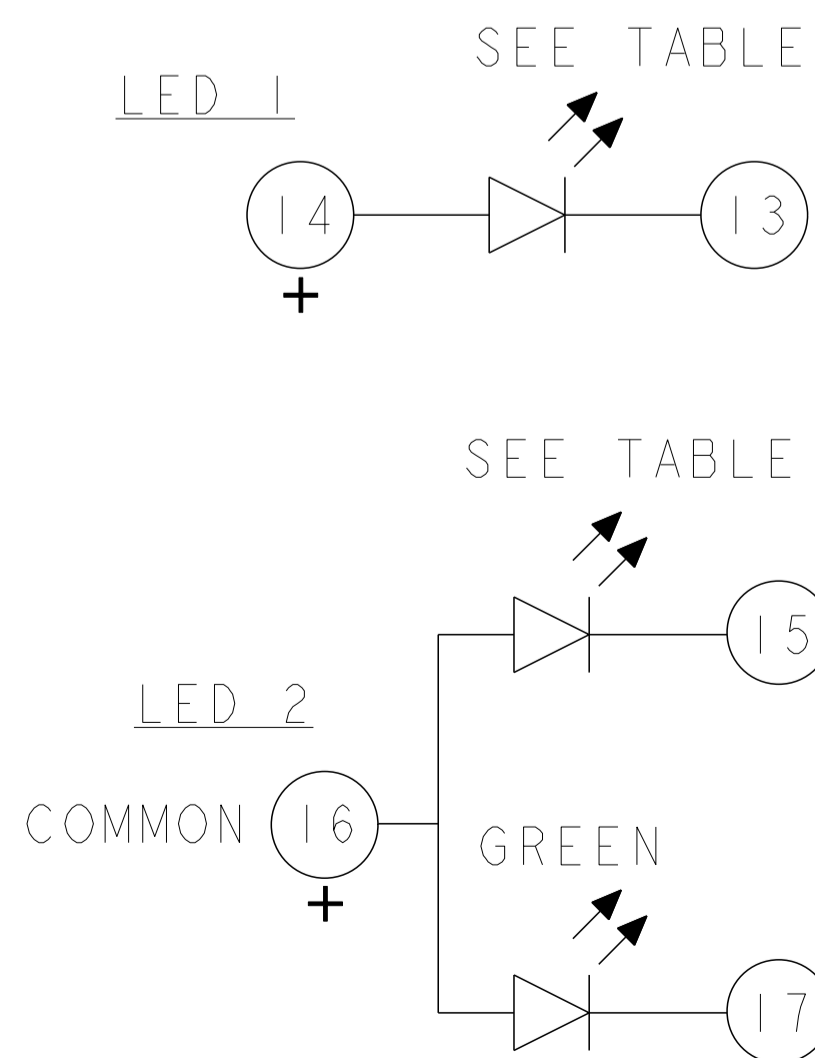 SEE TABLE
LED 1
14
13
+
SEE TABLE
15
LED 2
COMMON
16
+
GREEN
17